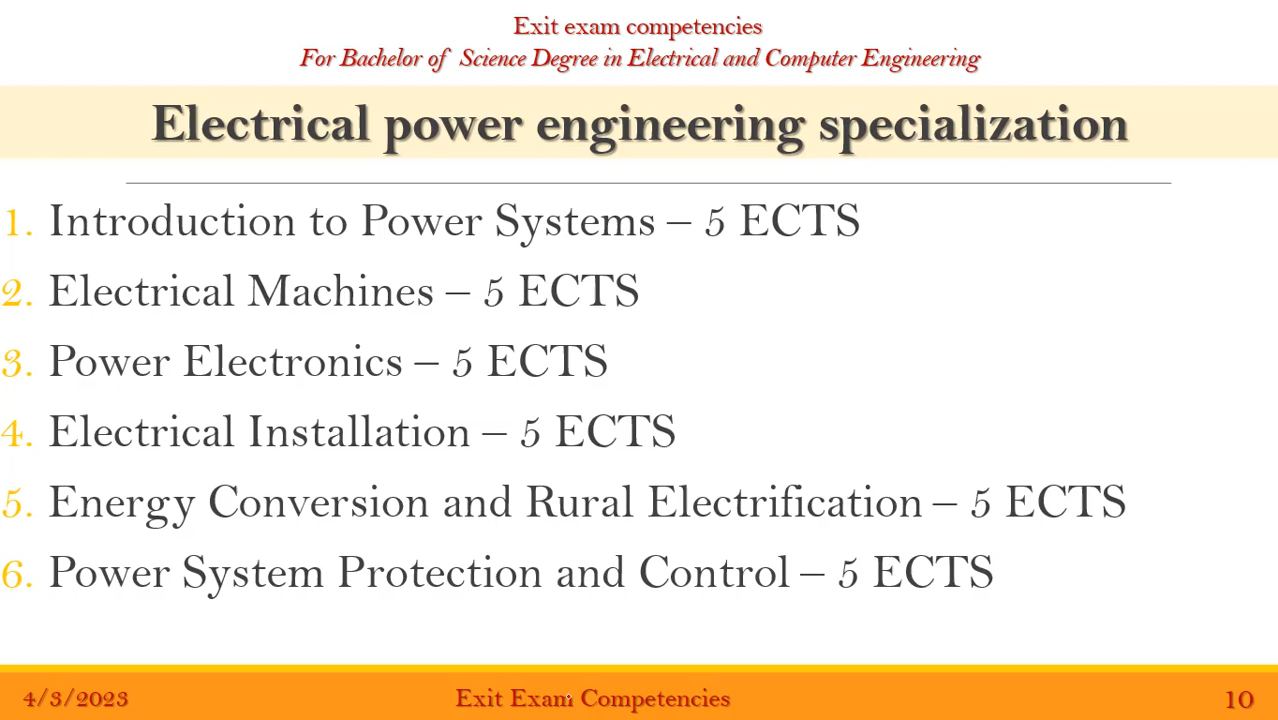 Exit exam competencies
For Bachelor of Science Degree in Electrical and Computer Engineering
Electrical power engineering specialization
1. Introduction to Power Systems – 5 ECTS
2. Electrical Machines – 5 ECTS
3. Power Electronics – 5 ECTS
4. Electrical Installation – 5 ECTS
5. Energy Conversion and Rural Electrification – 5 ECTS
6. Power System Protection and Control – 5 ECTS
4/3/2023
Exit Exam Competencies
10